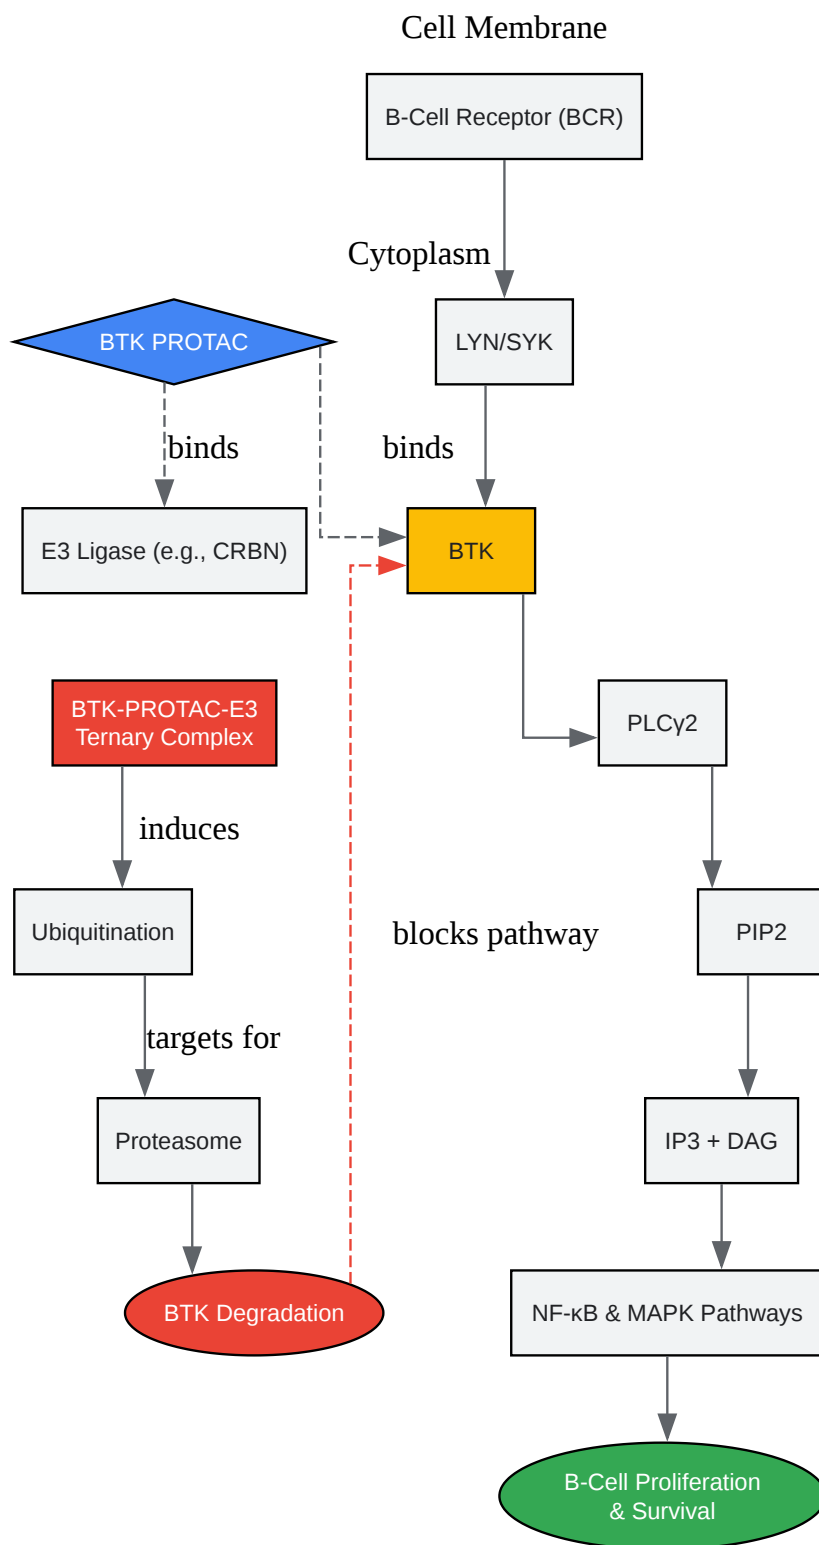 Cell Membrane
B-Cell Receptor (BCR)
Cytoplasm
BTK PROTAC
LYN/SYK
binds
binds
E3 Ligase (e.g., CRBN)
BTK
BTK-PROTAC-E3
Ternary Complex
PLCγ2
induces
Ubiquitination
blocks pathway
PIP2
targets for
Proteasome
IP3 + DAG
BTK Degradation
NF-κB & MAPK Pathways
B-Cell Proliferation
& Survival